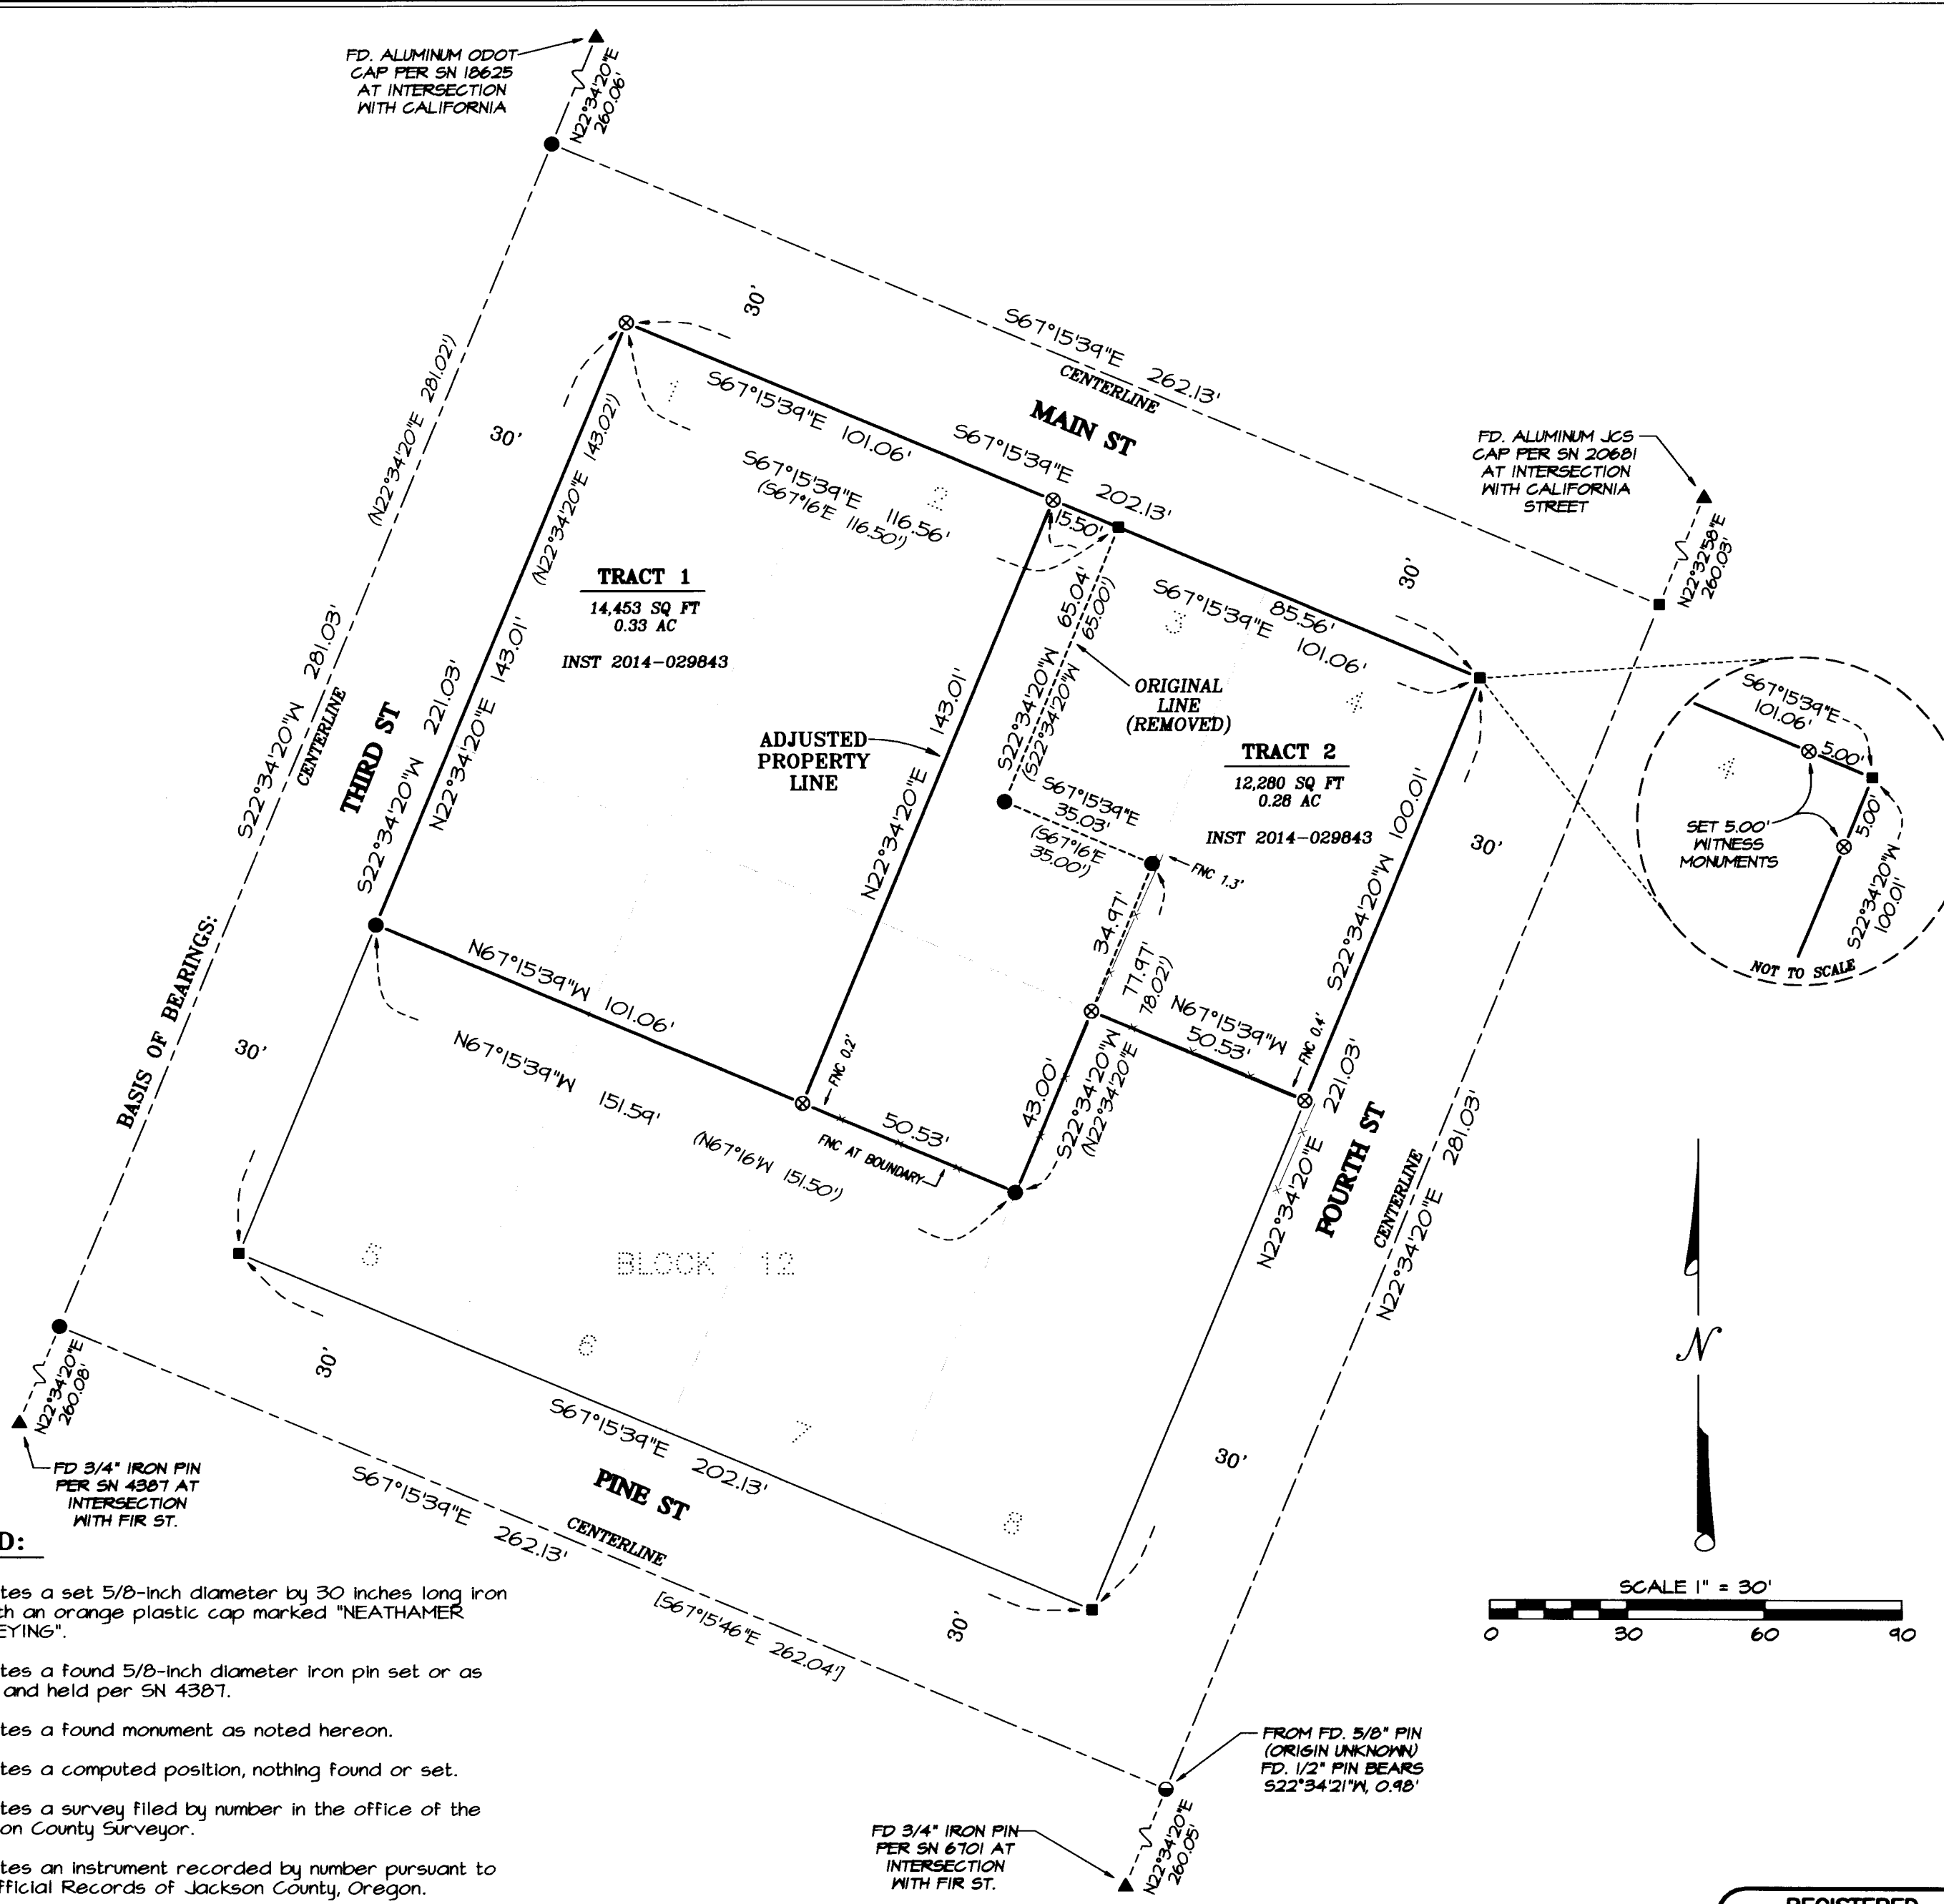 FD. ALUMINUM ODOT
CAP PER SN 18625
AT INTERSECTION
WITH CALIFORNIA
N22°34'20"E
260.06'
30'
S67°15'39"E 262.13'
CENTERLINE
MAIN ST
FD. ALUMINUM JCS
CAP PER SN 20681
AT INTERSECTION
WITH CALIFORNIA
STREET
N22°32'58"E
260.03'
(N22°34'20"E 281.02')
S22°34'20"W 281.03'
CENTERLINE
BASIS OF BEARINGS:
THIRD ST
30'
S22°34'20"W 221.03'
(N22°34'20"E 143.02')
N22°34'20"E 143.01'
1
S67°15'39"E 101.06'
S67°15'39"E 202.13'
2
S67°15'39"E 116.56'
(S67°16'E 116.50')
15.50'
TRACT 1
14,453 SQ FT
0.33 AC
INST 2014-029843
ADJUSTED
PROPERTY
LINE
N22°34'20"E 143.01'
S22°34'20"W 65.04'
(S22°34'20"W 65.00')
ORIGINAL
LINE
(REMOVED)
3
85.56'
S67°15'39"E 101.06'
30'
4
TRACT 2
12,280 SQ FT
0.28 AC
INST 2014-029843
S67°15'39"E
35.03'
(S67°16'E
35.00')
FNC 1.3'
34.97'
S22°34'20"W 77.97'
(N22°34'20"E 78.02')
43.00'
S22°34'20"W 100.01'
30'
N67°15'39"W
50.53'
FNC 0.4'
S67°15'39"E
101.06'
5.00'
4
5.00'
SET 5.00'
WITNESS
MONUMENTS
S22°34'20"W
100.01'
NOT TO SCALE
N67°15'39"W 101.06'
FNC 0.2'
50.53'
FNC AT BOUNDARY
N67°15'39"W 151.59' (N67°16'W 151.50')
N22°34'20"E 221.03'
FOURTH ST
CENTERLINE
N22°34'20"E 281.03'
30'
5
BLOCK 12
6
7
8
30'
30'
S67°15'39"E 202.13'
PINE ST
S67°15'39"E 262.13'
CENTERLINE
[S67°15'46"E 262.04']
30'
N22°34'20"E
260.08'
FD 3/4" IRON PIN
PER SN 4387 AT
INTERSECTION
WITH FIR ST.
N
SCALE 1" = 30'
0 30 60 90
FROM FD. 5/8" PIN
(ORIGIN UNKNOWN)
FD. 1/2" PIN BEARS
S22°34'21"W, 0.98'
N22°34'20"E
260.05'
FD 3/4" IRON PIN
PER SN 6701 AT
INTERSECTION
WITH FIR ST.
D:
tes a set 5/8-inch diameter by 30 inches long iron
th an orange plastic cap marked "NEATHAMER
EYING".
tes a found 5/8-inch diameter iron pin set or as
and held per SN 4387.
tes a found monument as noted hereon.
tes a computed position, nothing found or set.
tes a survey filed by number in the office of the
on County Surveyor.
tes an instrument recorded by number pursuant to
fficial Records of Jackson County, Oregon.
REGISTERED